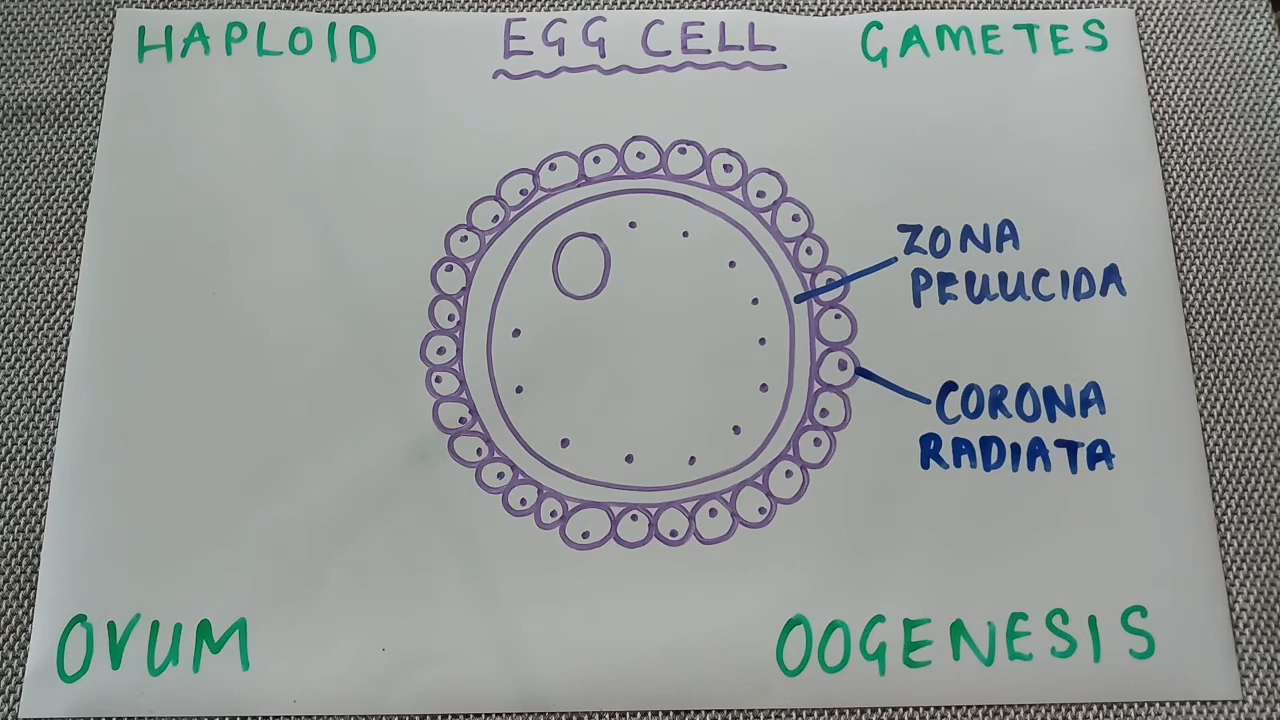 HAPLOID
EGG CELL
GAMETES
ZONA
PELLUCIDA
CORONA
RADIATA
OVUM
OOGENESIS